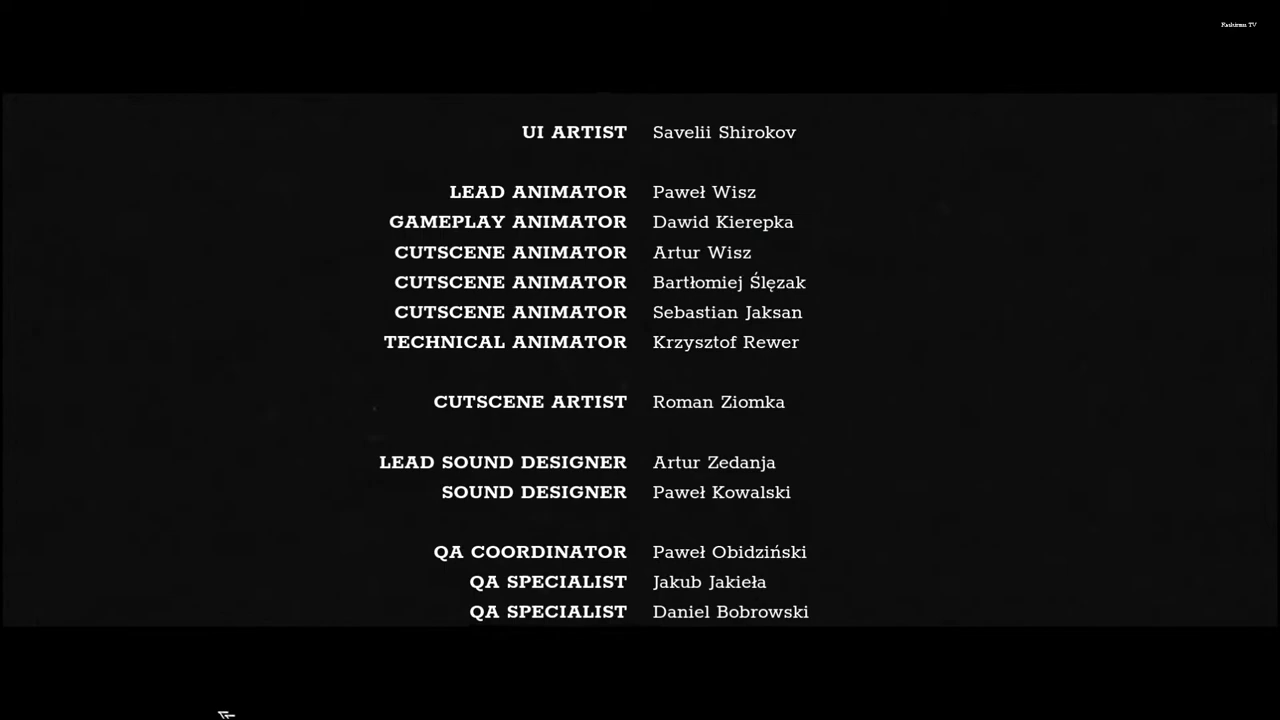 Kashizma TV
UI ARTIST Savelii Shirokov
LEAD ANIMATOR Paweł Wisz
GAMEPLAY ANIMATOR Dawid Kierepka
CUTSCENE ANIMATOR Artur Wisz
CUTSCENE ANIMATOR Bartłomiej Ślęzak
CUTSCENE ANIMATOR Sebastian Jaksan
TECHNICAL ANIMATOR Krzysztof Rewer
CUTSCENE ARTIST Roman Ziomka
LEAD SOUND DESIGNER Artur Zedanja
SOUND DESIGNER Paweł Kowalski
QA COORDINATOR Paweł Obidziński
QA SPECIALIST Jakub Jakieła
QA SPECIALIST Daniel Bobrowski